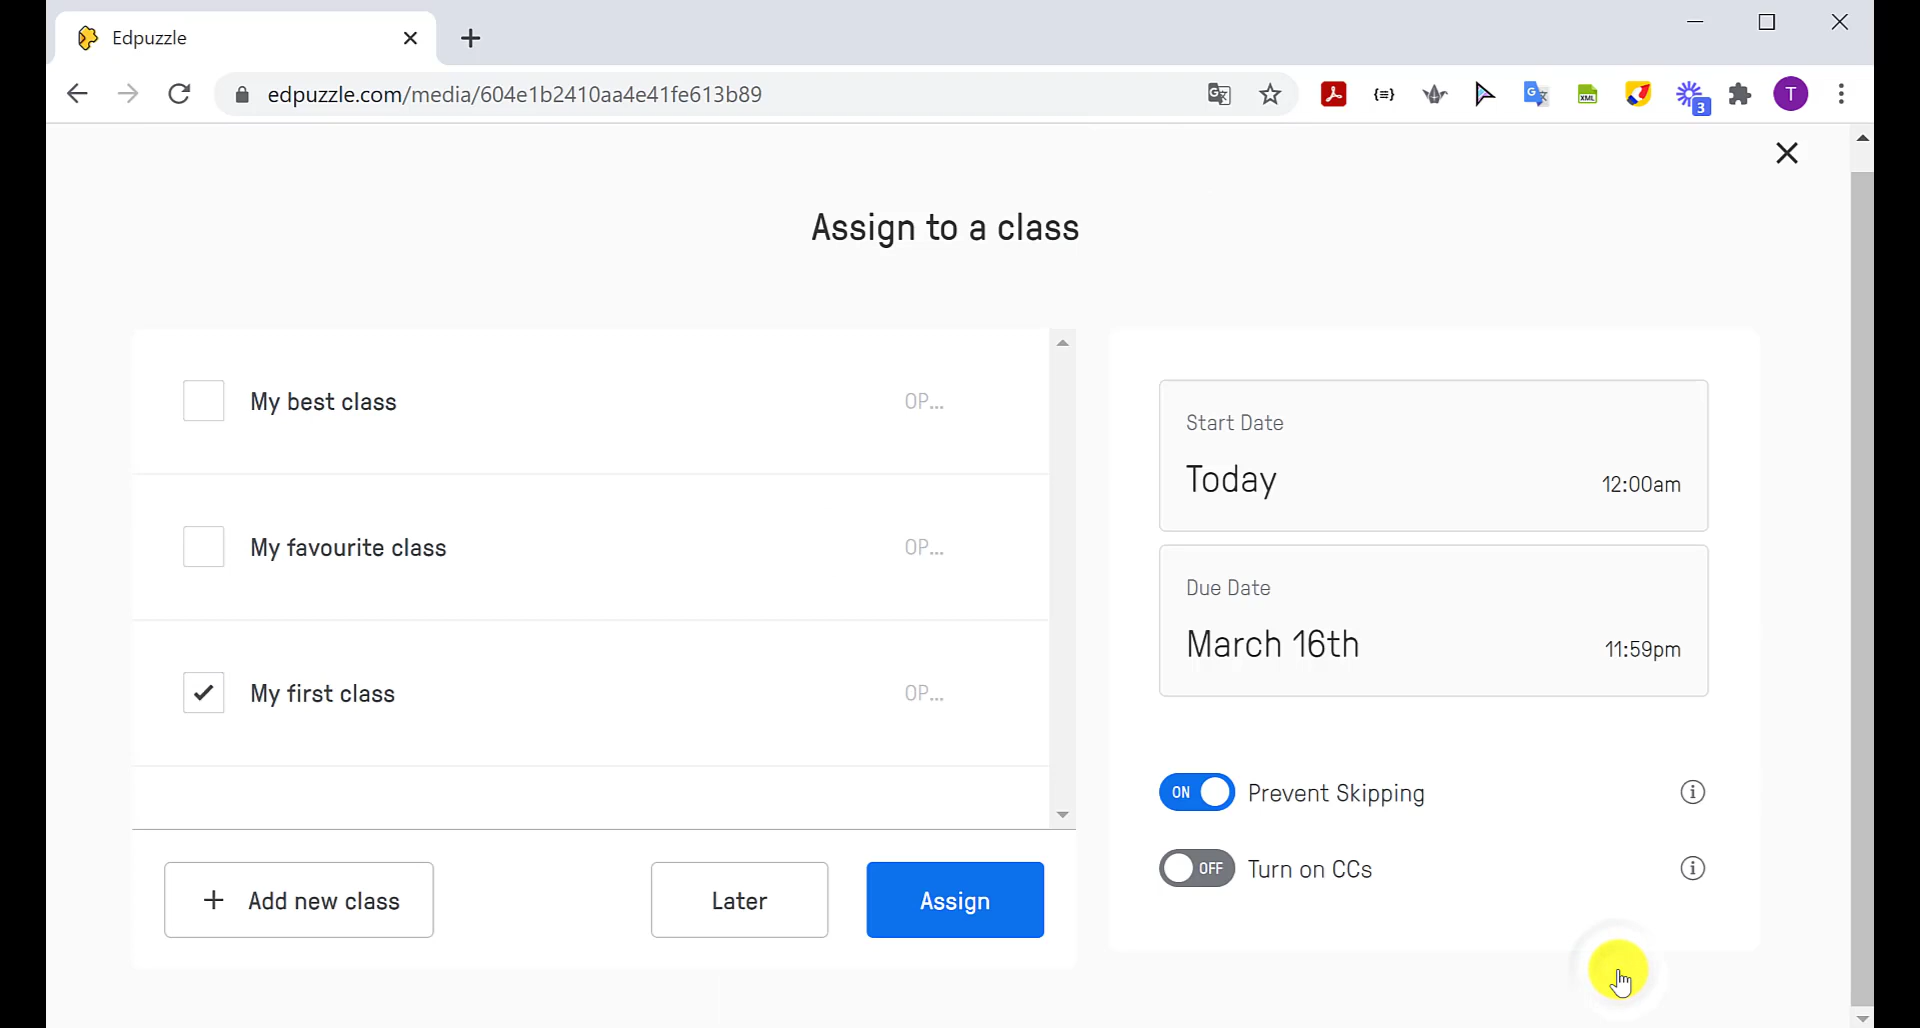 Edpuzzle
edpuzzle.com/media/604e1b2410aa4e41fe613b89
XML
3
T
Assign to a class
My best class OP...
My favourite class OP...
My first class OP...
Add new class
Later
Assign
Start Date
Today 12:00am
Due Date
March 16th 11:59pm
ON Prevent Skipping
OFF Turn on CCs